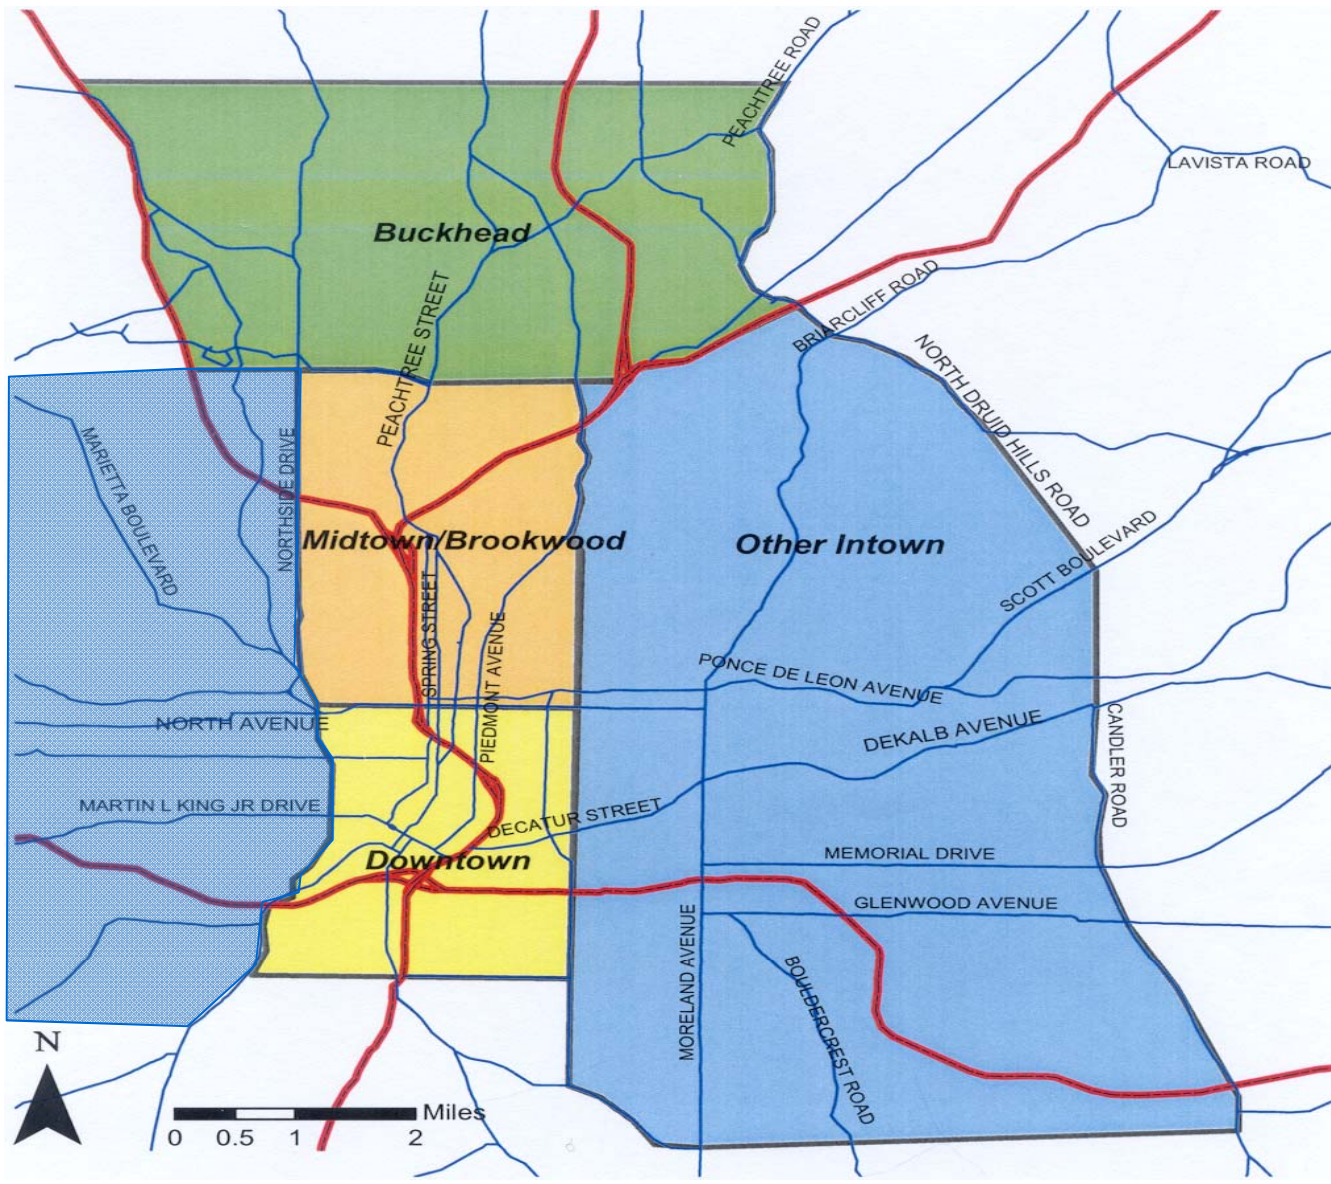 PEACHTREE ROAD
LAVISTA ROAD
Buckhead
BRIARCLIFF ROAD
PEACHTREE STREET
NORTH DRUID HILLS ROAD
MARIETTA BOULEVARD
NORTHSIDE DRIVE
Midtown/Brookwood
Other Intown
SCOTT BOULEVARD
SPRING STREET
PIEDMONT AVENUE
PONCE DE LEON AVENUE
NORTH AVENUE
DEKALB AVENUE
CANDLER ROAD
MARTIN L KING JR DRIVE
DECATUR STREET
Downtown
MEMORIAL DRIVE
GLENWOOD AVENUE
MORELAND AVENUE
BOULDERCREST ROAD
N
Miles
0 0.5 1 2